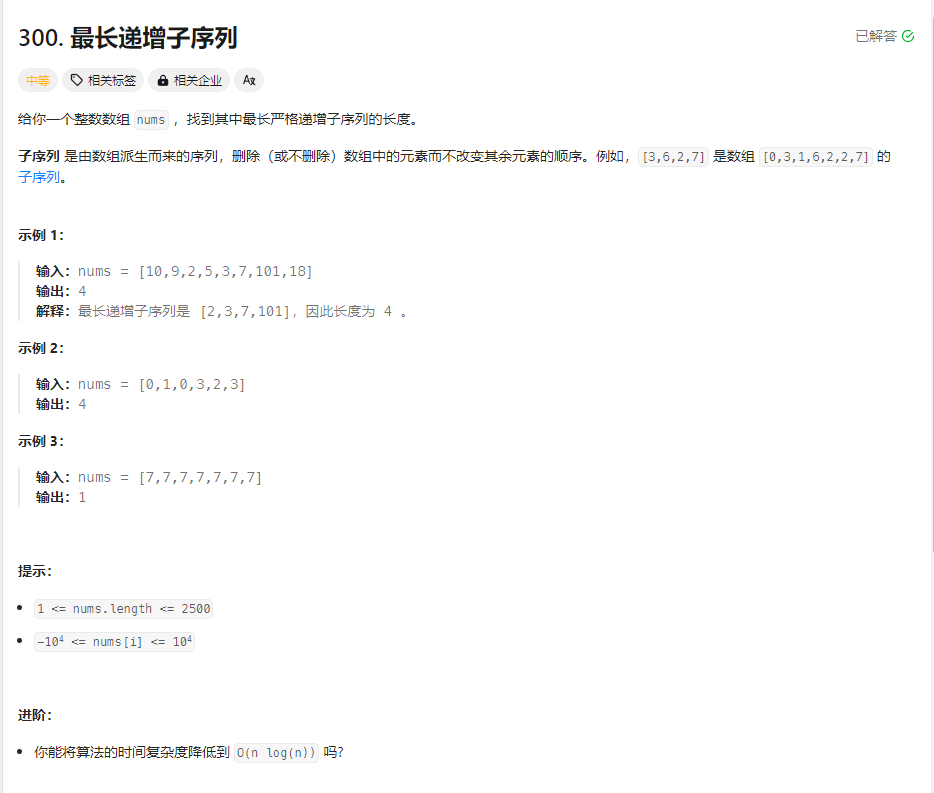 300. 最长递增子序列
已解答
中等 相关标签 相关企业 Aあ
给你一个整数数组 nums ，找到其中最长严格递增子序列的长度。
子序列 是由数组派生而来的序列，删除（或不删除）数组中的元素而不改变其余元素的顺序。例如，[3,6,2,7] 是数组 [0,3,1,6,2,2,7] 的
子序列。
示例 1：
输入：nums = [10,9,2,5,3,7,101,18]
输出：4
解释：最长递增子序列是 [2,3,7,101]，因此长度为 4 。
示例 2：
输入：nums = [0,1,0,3,2,3]
输出：4
示例 3：
输入：nums = [7,7,7,7,7,7,7]
输出：1
提示：
• 1 <= nums.length <= 2500
• -10⁴ <= nums[i] <= 10⁴
进阶：
• 你能将算法的时间复杂度降低到 O(n log(n)) 吗?